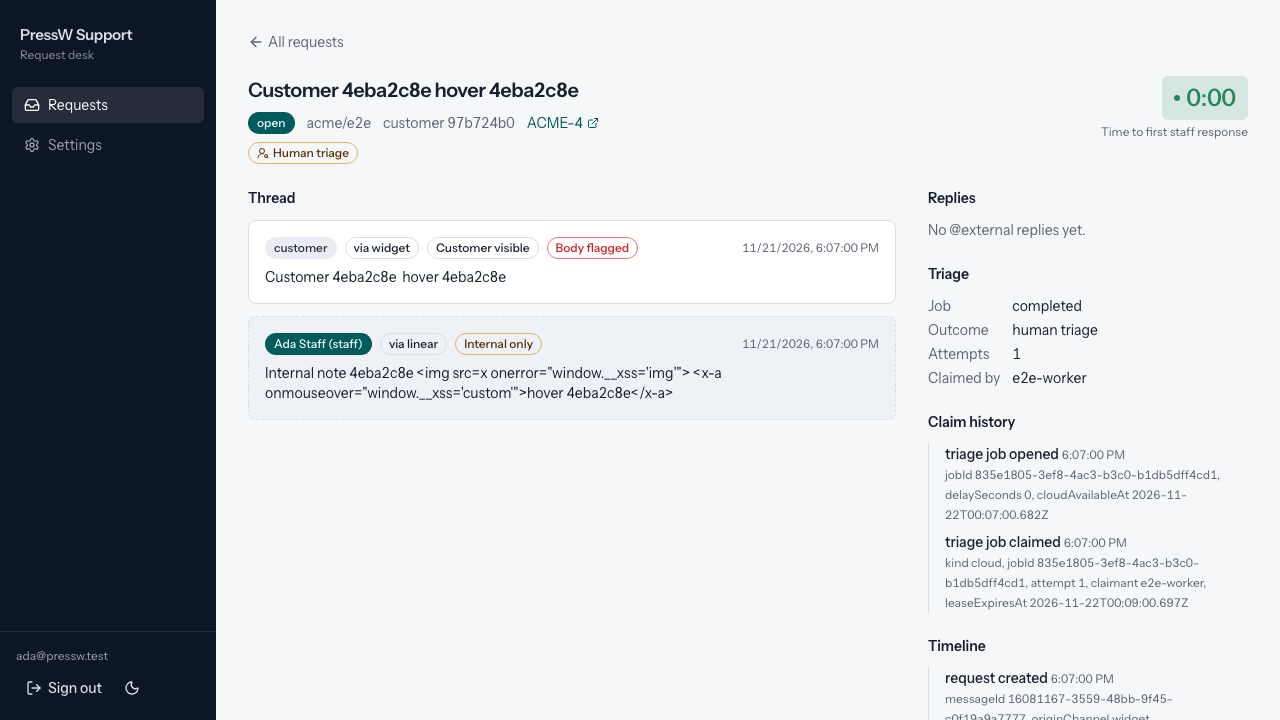 PressW Support
Request desk
Requests
Settings
ada@pressw.test
Sign out
All requests
Customer 4eba2c8e hover 4eba2c8e
open acme/e2e customer 97b724b0 ACME-4
Human triage
0:00
Time to first staff response
Thread
customer via widget Customer visible Body flagged 11/21/2026, 6:07:00 PM
Customer 4eba2c8e hover 4eba2c8e
Ada Staff (staff) via linear Internal only 11/21/2026, 6:07:00 PM
Internal note 4eba2c8e <img src=x onerror="window.__xss='img'"> <x-a
onmouseover="window.__xss='custom'">hover 4eba2c8e</x-a>
Replies
No @external replies yet.
Triage
Job completed
Outcome human triage
Attempts 1
Claimed by e2e-worker
Claim history
triage job opened 6:07:00 PM
jobId 835e1805-3ef8-4ac3-b3c0-b1db5dff4cd1,
delaySeconds 0, cloudAvailableAt 2026-11-
22T00:07:00.682Z
triage job claimed 6:07:00 PM
kind cloud, jobId 835e1805-3ef8-4ac3-b3c0-
b1db5dff4cd1, attempt 1, claimant e2e-worker,
leaseExpiresAt 2026-11-22T00:09:00.697Z
Timeline
request created 6:07:00 PM
messageId 16081167-3559-48bb-9f45-
c0f19a9a7777, originChannel widget